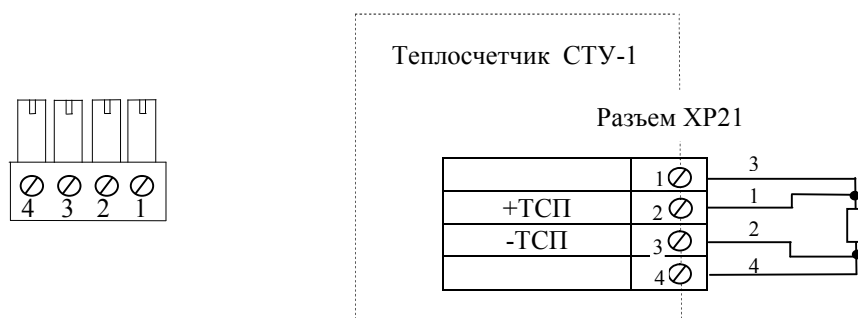 Теплосчетчик СТУ-1
Разъем ХР21
4 3 2 1
1 3
+ТСП 2 1
-ТСП 3 2
4 4